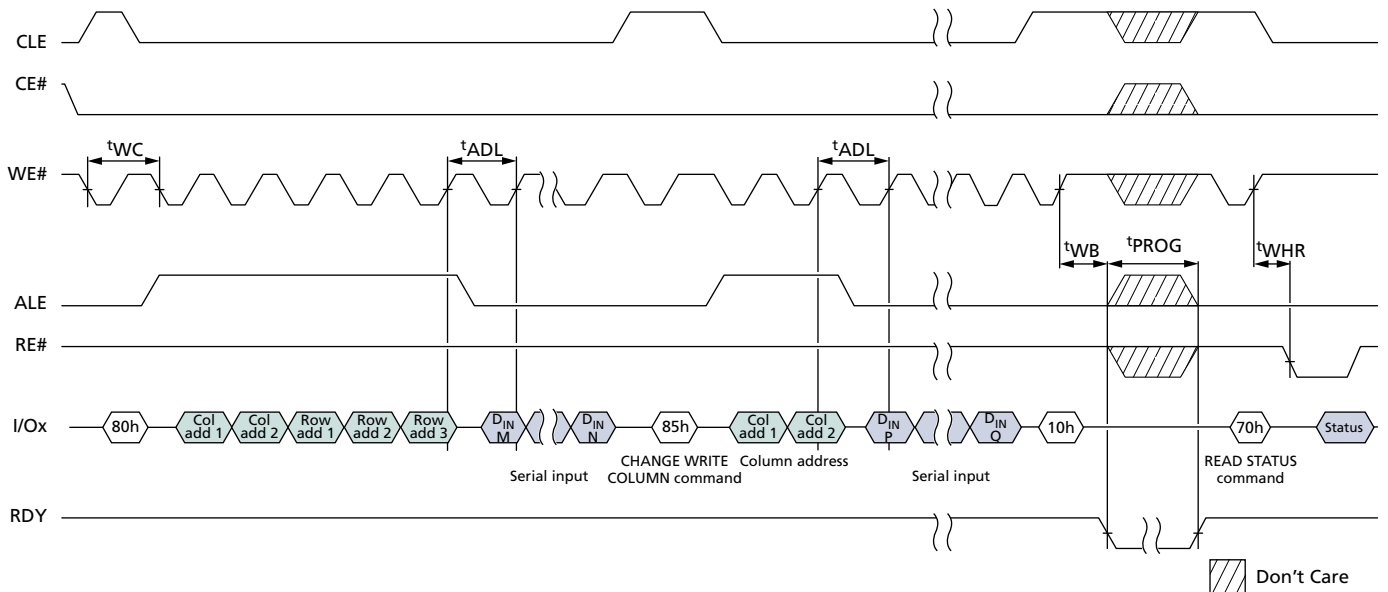 CLE
CE#
tWC
tADL
tADL
WE#
tWB
tPROG
tWHR
ALE
RE#
I/Ox
80h
Col add 1
Col add 2
Row add 1
Row add 2
Row add 3
DIN M
DIN N
85h
Col add 1
Col add 2
DIN P
DIN Q
10h
70h
Status
Serial input
CHANGE WRITE
COLUMN command
Column address
Serial input
READ STATUS
command
RDY
Don't Care